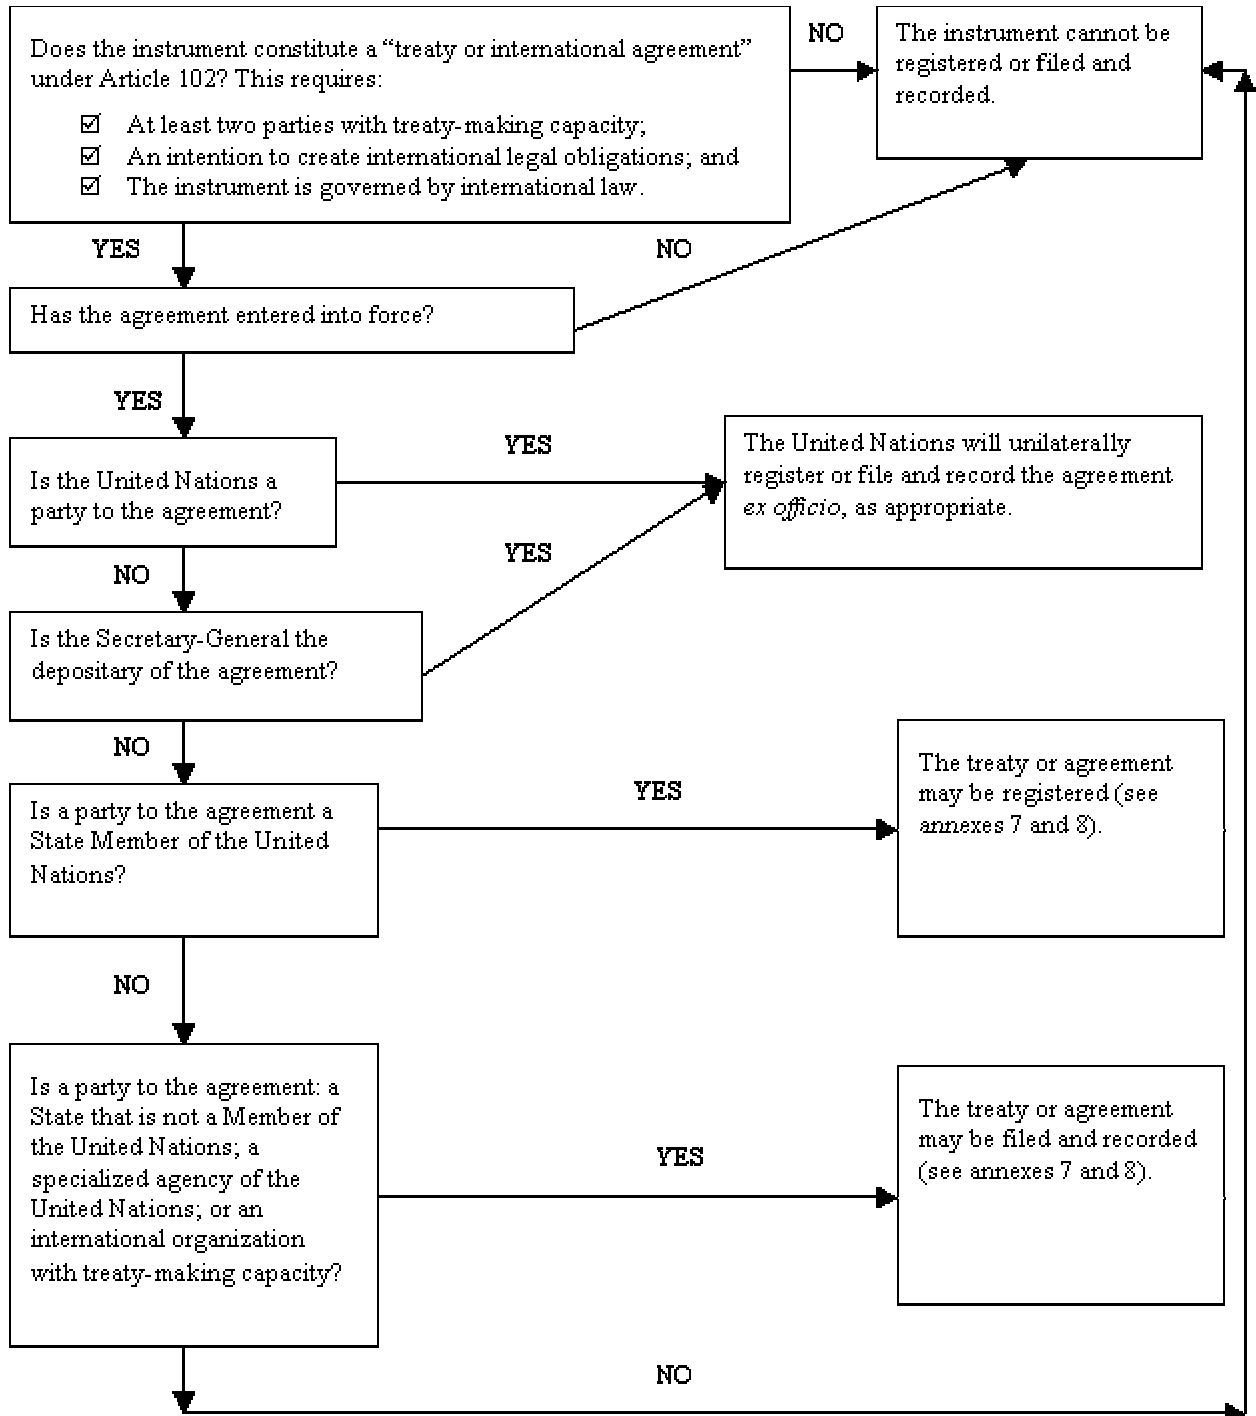 Does the instrument constitute a “treaty or international agreement”
under Article 102? This requires:
☑ At least two parties with treaty-making capacity;
☑ An intention to create international legal obligations; and
☑ The instrument is governed by international law.
NO
The instrument cannot be
registered or filed and
recorded.
YES
NO
Has the agreement entered into force?
YES
Is the United Nations a
party to the agreement?
YES
The United Nations will unilaterally
register or file and record the agreement
ex officio, as appropriate.
YES
NO
Is the Secretary-General the
depositary of the agreement?
NO
Is a party to the agreement a
State Member of the United
Nations?
YES
The treaty or agreement
may be registered (see
annexes 7 and 8).
NO
Is a party to the agreement: a
State that is not a Member of
the United Nations; a
specialized agency of the
United Nations; or an
international organization
with treaty-making capacity?
YES
The treaty or agreement
may be filed and recorded
(see annexes 7 and 8).
NO